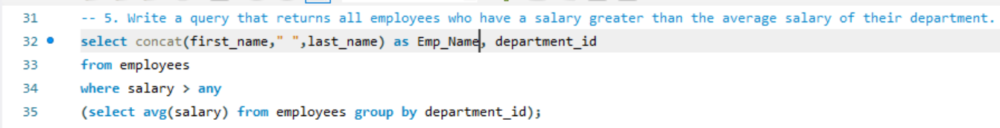 31 -- 5. Write a query that returns all employees who have a salary greater than the average salary of their department.
32 select concat(first_name," ",last_name) as Emp_Name, department_id
33 from employees
34 where salary > any
35 (select avg(salary) from employees group by department_id);